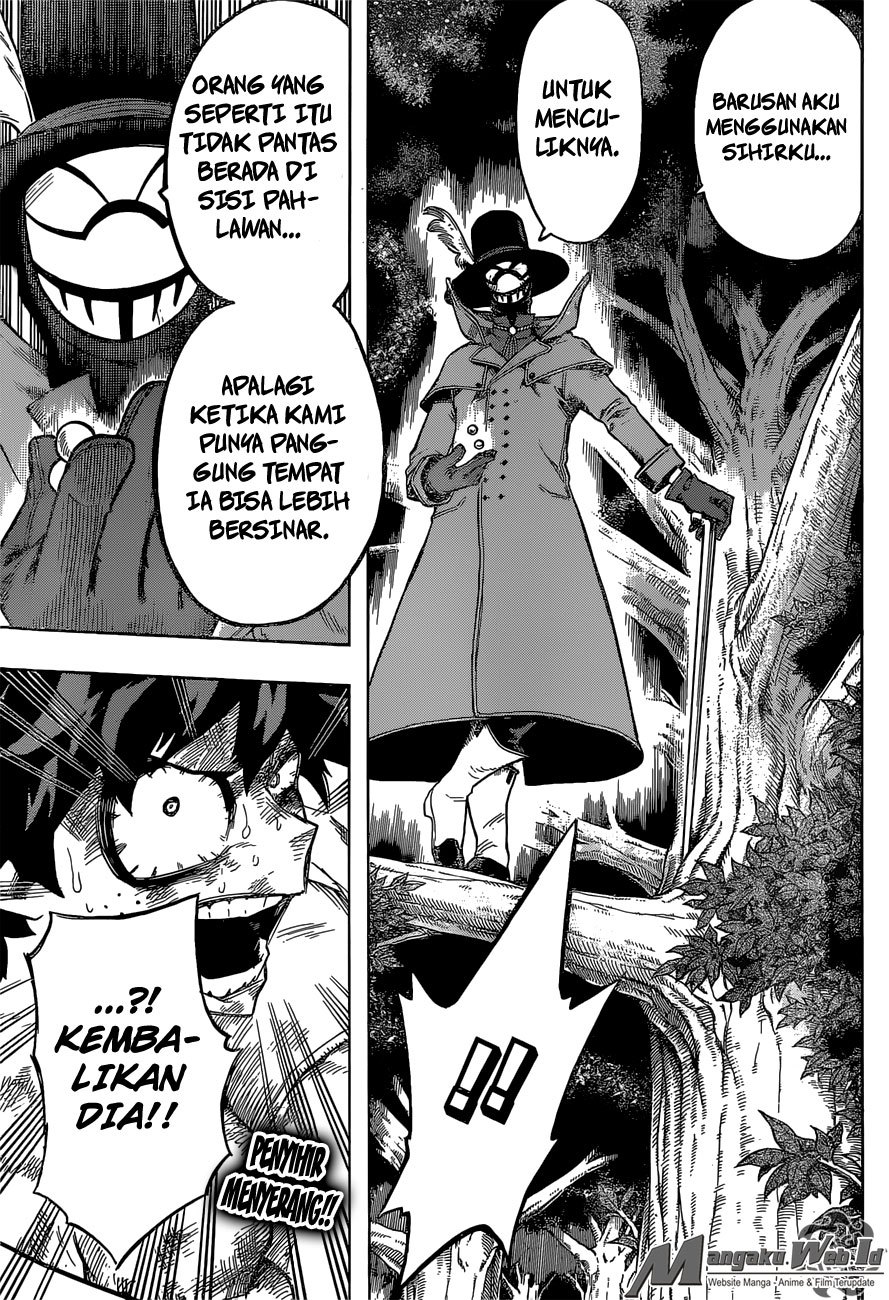 BARUSAN AKU
MENGGUNAKAN
SIHIRKU...
UNTUK
MENCU-
LIKNYA.
ORANG YANG
SEPERTI ITU
TIDAK PANTAS
BERADA DI
SISI PAH-
LAWAN...
APALAGI
KETIKA KAMI
PUNYA PANG-
GUNG TEMPAT
IA BISA LEBIH
BERSINAR.
!!
...?!
KEMBA-
LIKAN
DIA!!
PENYIHIR
MENYERANG!!
Mangaku.Web.Id
Website Manga - Anime & Film Terupdate